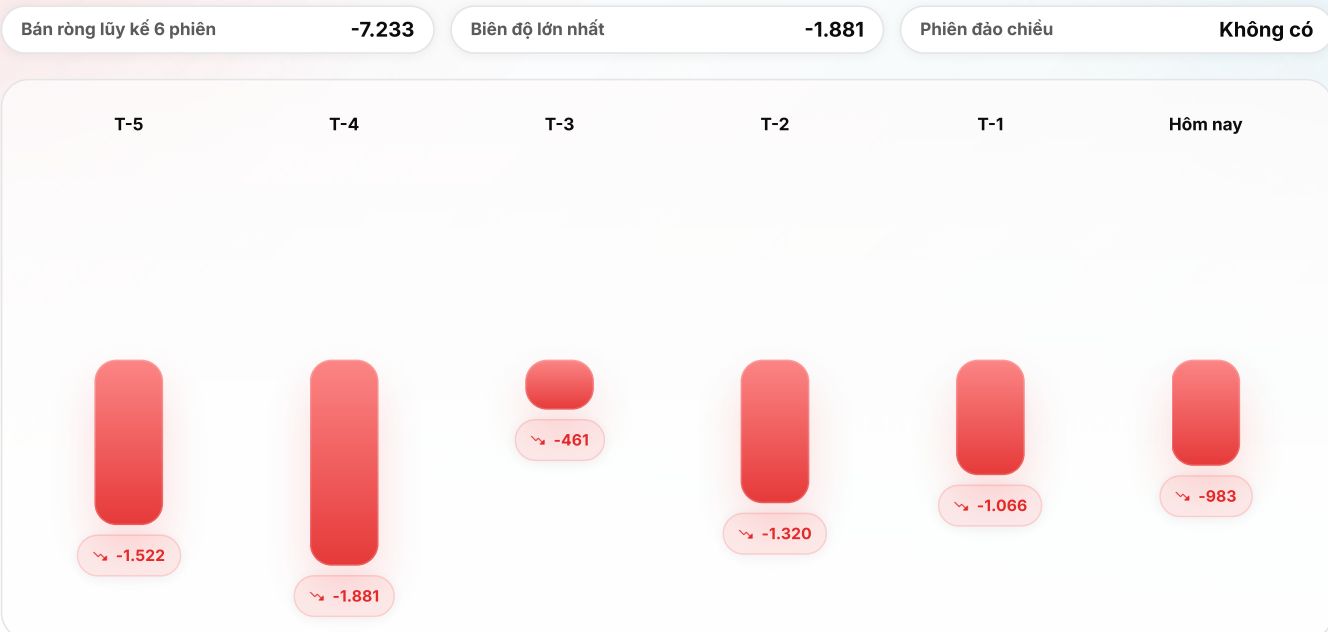 Bán ròng lũy kế 6 phiên -7.233
Biên độ lớn nhất -1.881
Phiên đảo chiều Không có
T-5 T-4 T-3 T-2 T-1 Hôm nay
-461
-983
-1.066
-1.320
-1.522
-1.881